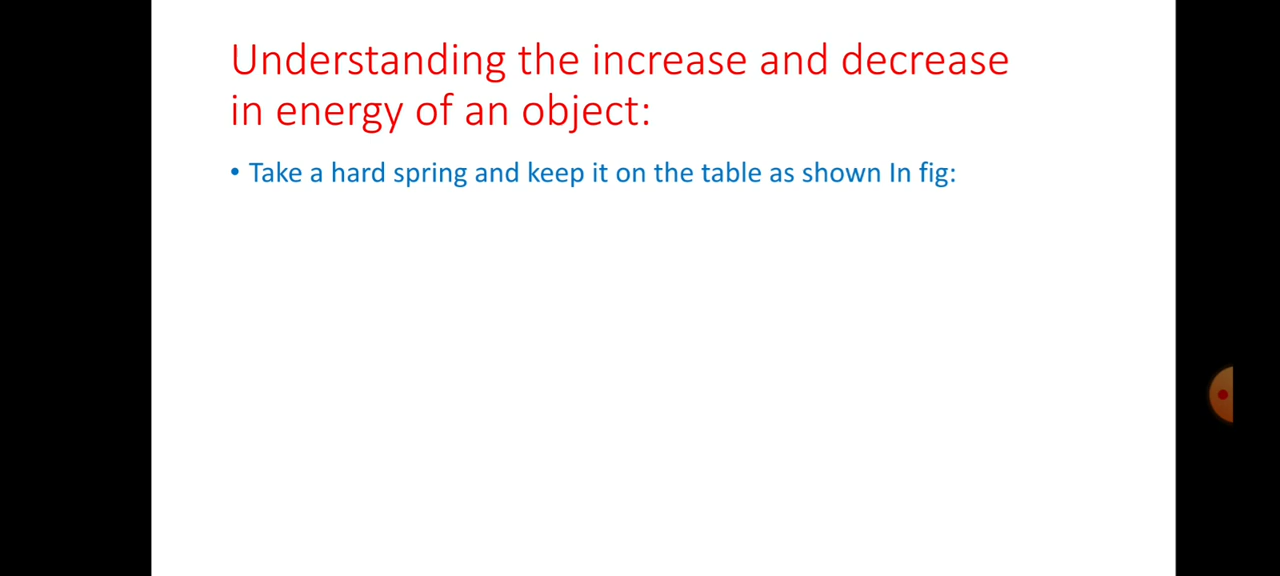 Understanding the increase and decrease
in energy of an object:
• Take a hard spring and keep it on the table as shown In fig: